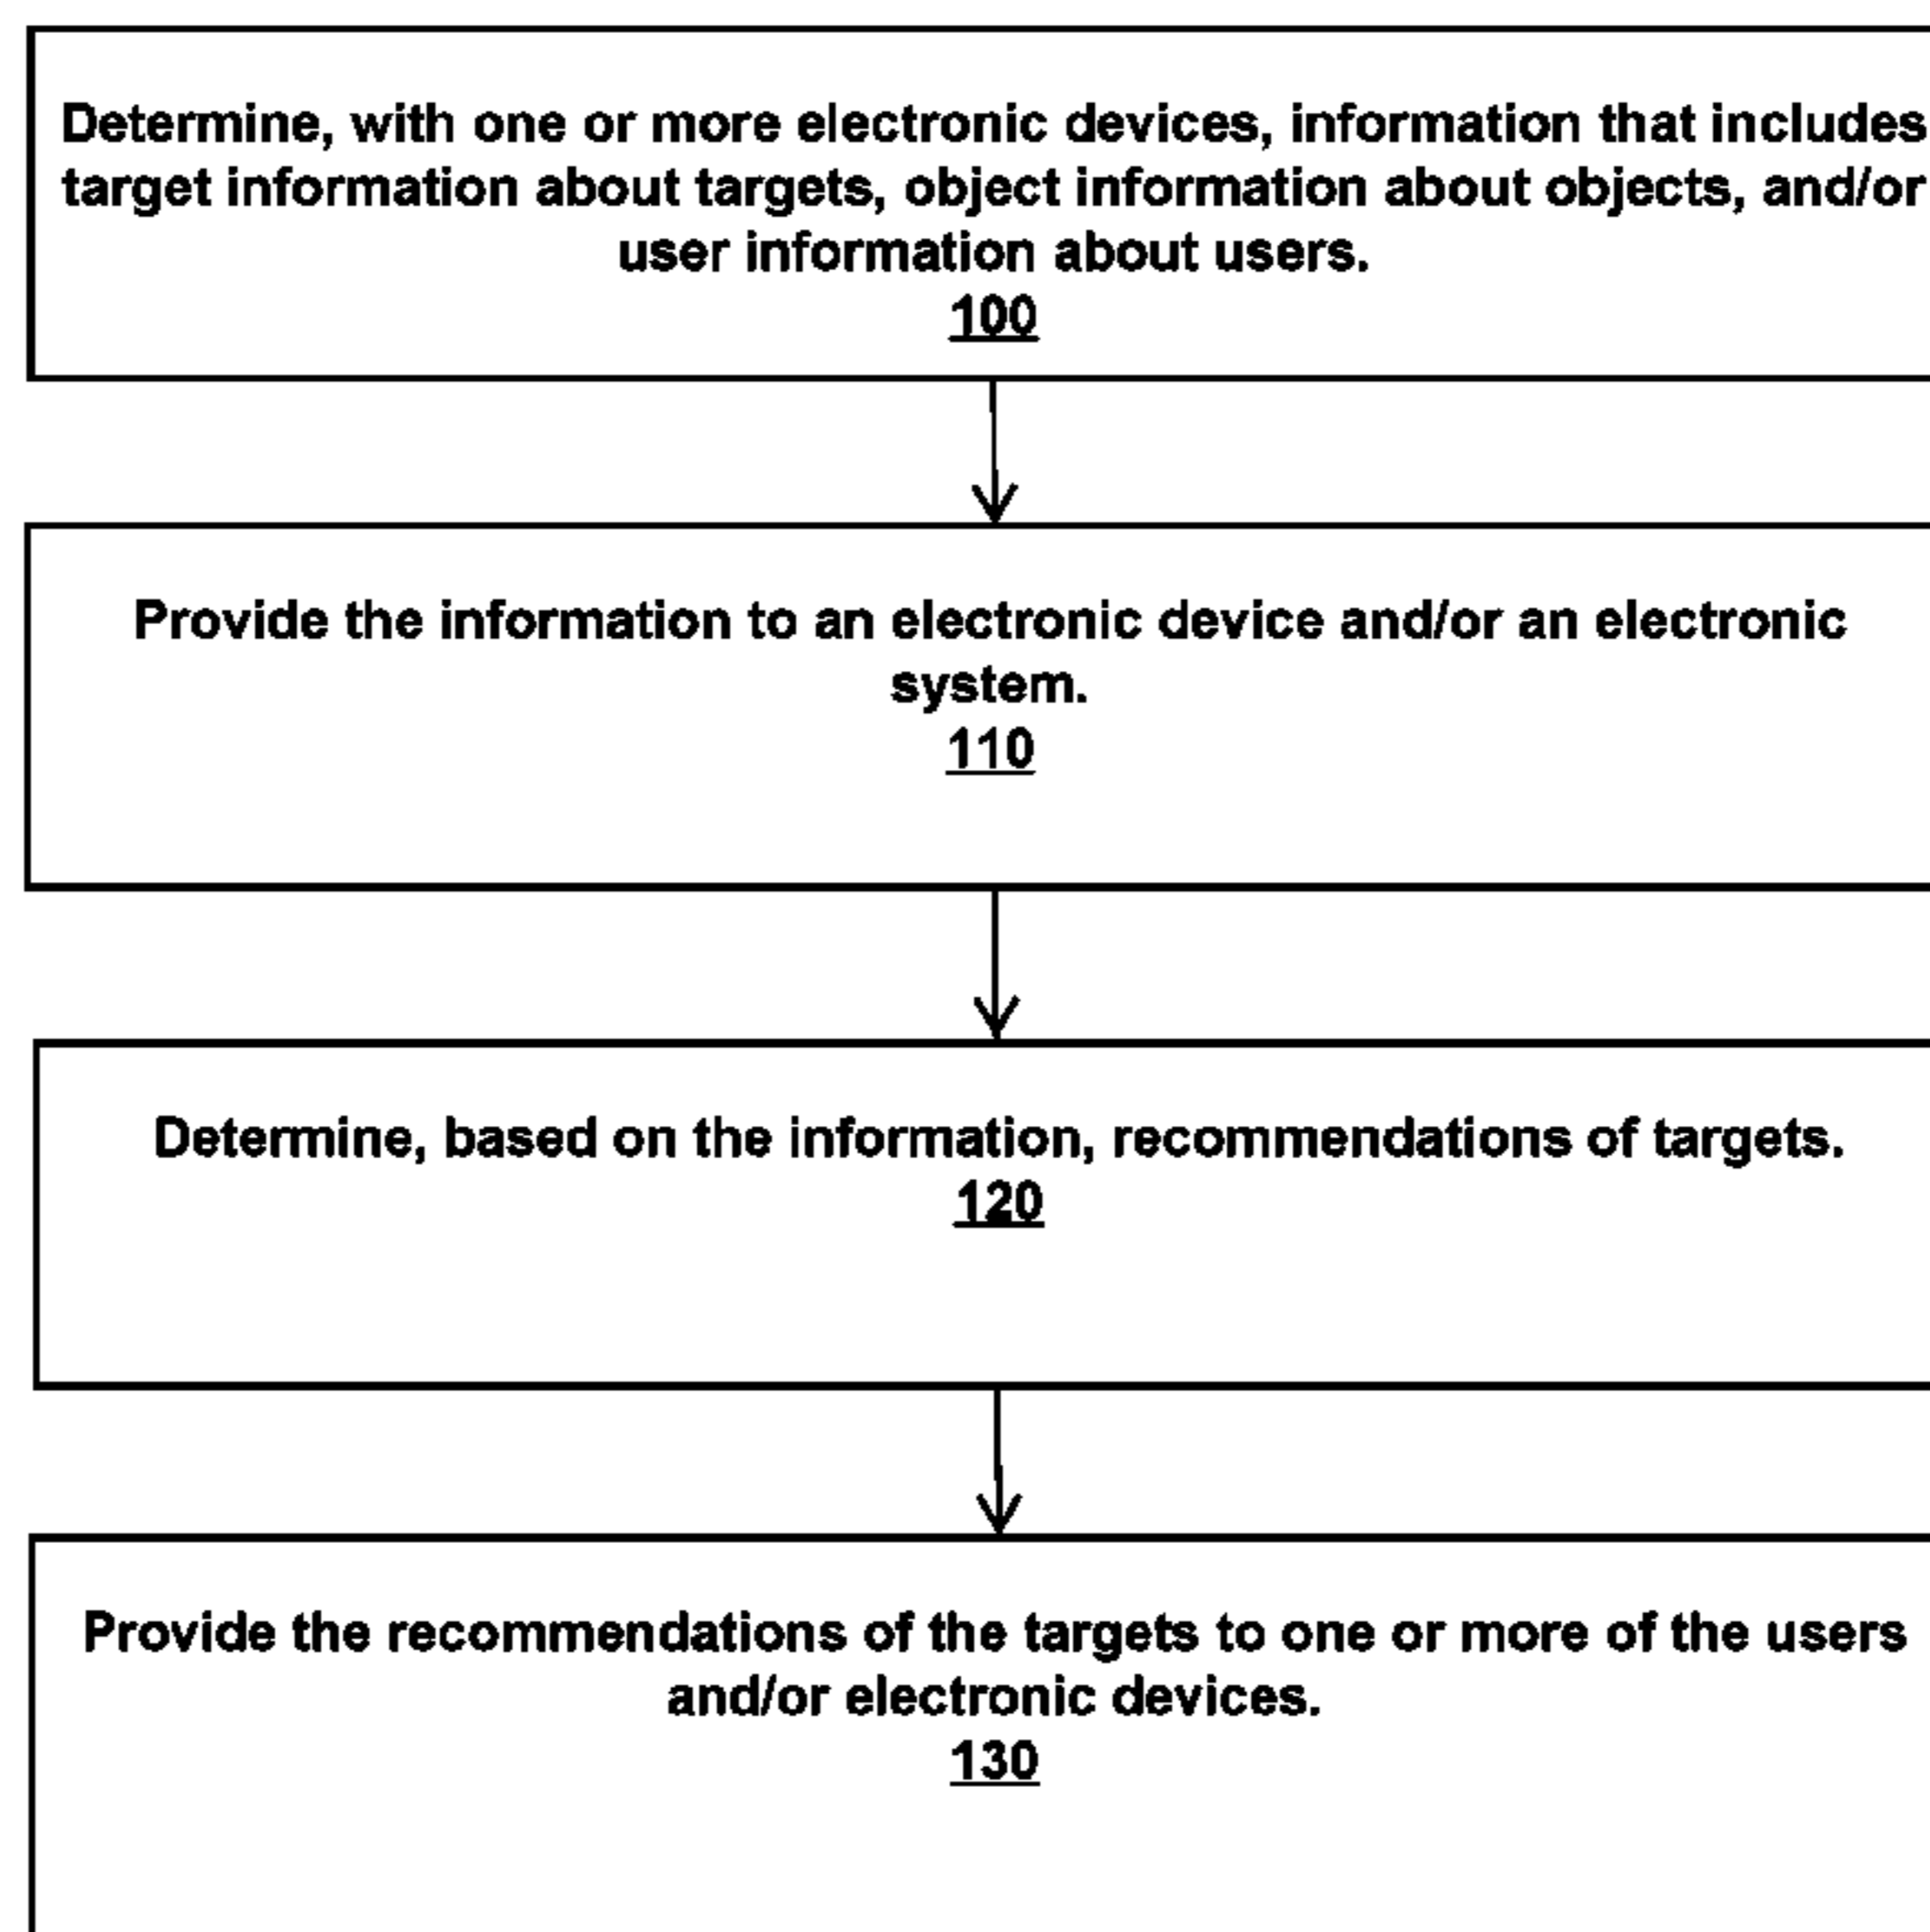 Determine, with one or more electronic devices, information that includes
target information about targets, object information about objects, and/or
user information about users.
100
Provide the information to an electronic device and/or an electronic
system.
110
Determine, based on the information, recommendations of targets.
120
Provide the recommendations of the targets to one or more of the users
and/or electronic devices.
130